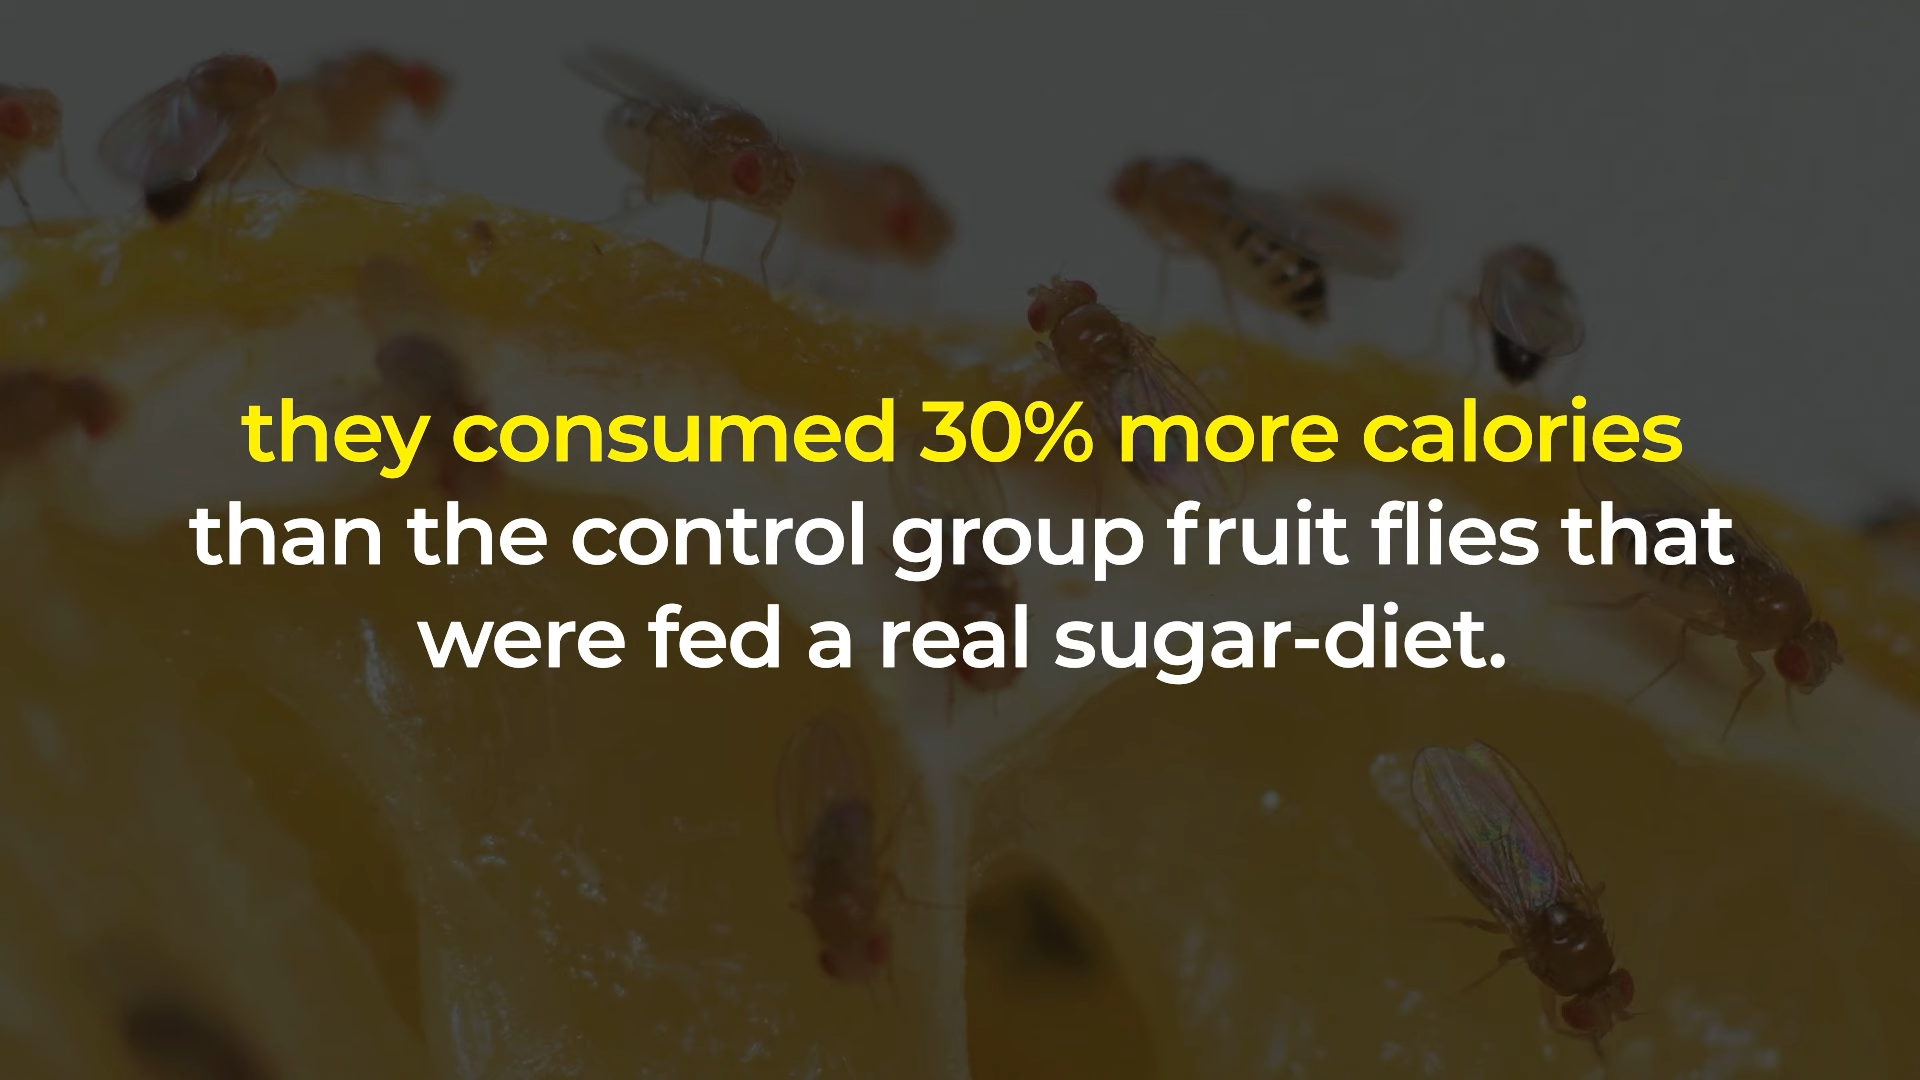 they consumed 30% more calories
than the control group fruit flies that
were fed a real sugar-diet.